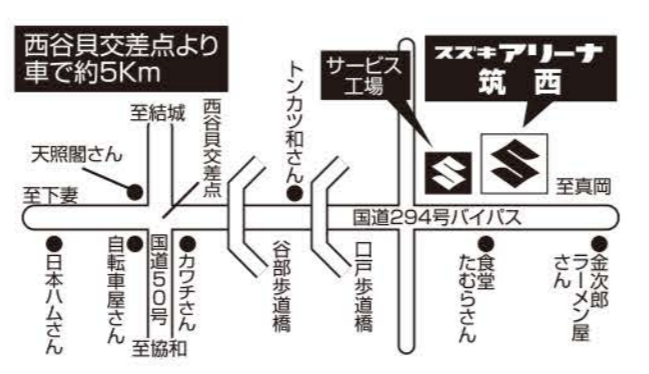 西谷貝交差点より
車で約5Km
スズキアリーナ
筑西
サービス
工場
トンカツ和さん
西谷貝交差点
至結城
天照閣さん
至下妻
至真岡
国道294号バイパス
日本ハムさん
自転車屋さん
国道50号
カワチさん
谷部歩道橋
口戸歩道橋
食堂
たむらさん
金次郎
ラーメン屋
さん
至協和